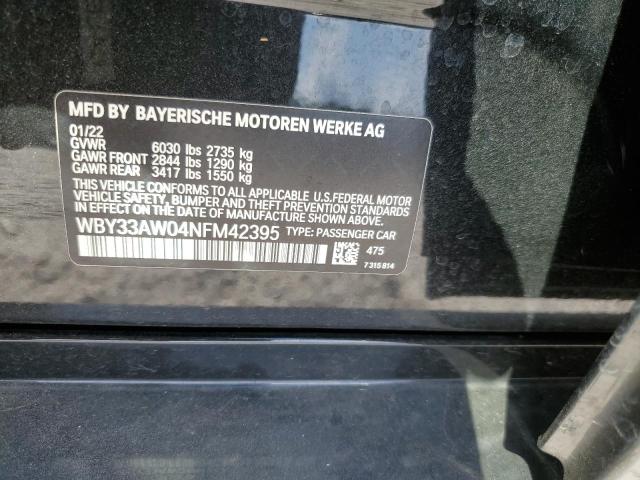 MFD BY BAYERISCHE MOTOREN WERKE AG
01/22
GVWR 6030 lbs 2735 kg
GAWR FRONT 2844 lbs 1290 kg
GAWR REAR 3417 lbs 1550 kg
THIS VEHICLE CONFORMS TO ALL APPLICABLE U.S.FEDERAL MOTOR
VEHICLE SAFETY, BUMPER AND THEFT PREVENTION STANDARDS
IN EFFECT ON THE DATE OF MANUFACTURE SHOWN ABOVE.
WBY33AW04NFM42395 TYPE: PASSENGER CAR
475
7315814